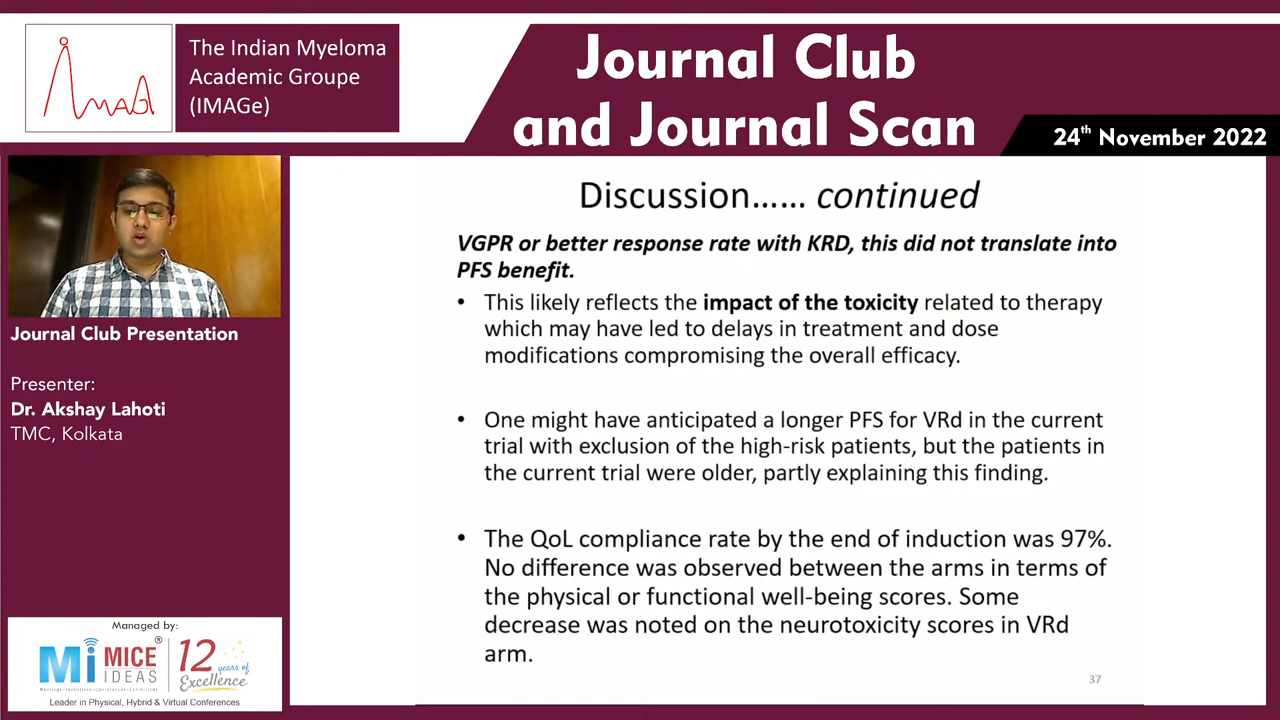 İMAG
The Indian Myeloma
Academic Groupe
(IMAGe)
Journal Club
and Journal Scan
24th November 2022
Journal Club Presentation
Presenter:
Dr. Akshay Lahoti
TMC, Kolkata
Managed by:
Mi MICE IDEAS ®
Meetings • Incentives • Conferences • Exhibitions
12 years of Excellence
Leader in Physical, Hybrid & Virtual Conferences
Discussion…… continued
VGPR or better response rate with KRD, this did not translate into
PFS benefit.
• This likely reflects the impact of the toxicity related to therapy
which may have led to delays in treatment and dose
modifications compromising the overall efficacy.
• One might have anticipated a longer PFS for VRd in the current
trial with exclusion of the high-risk patients, but the patients in
the current trial were older, partly explaining this finding.
• The QoL compliance rate by the end of induction was 97%.
No difference was observed between the arms in terms of
the physical or functional well-being scores. Some
decrease was noted on the neurotoxicity scores in VRd
arm.
37